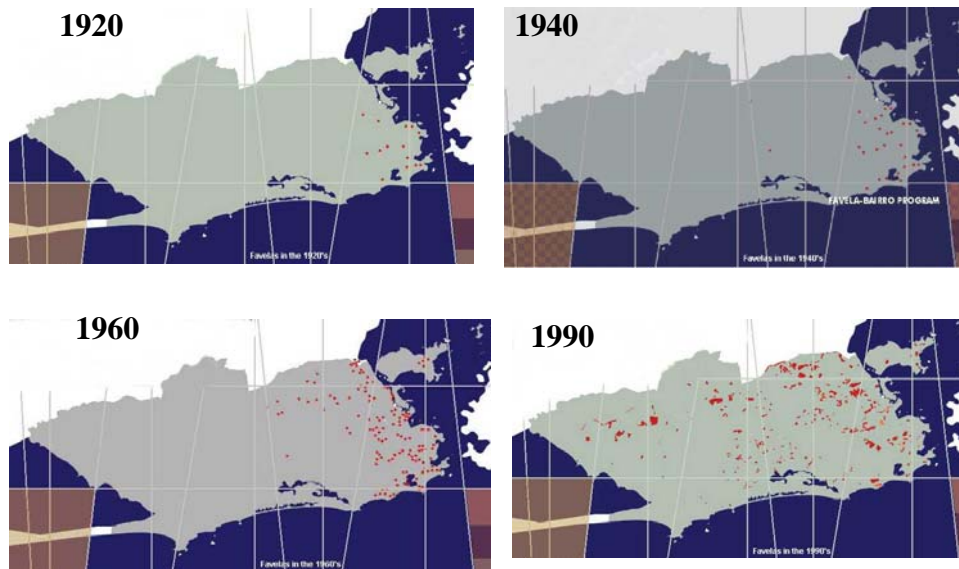 1920
1940
FAVELA-BAIRRO PROGRAM
Favelas in the 1920's
Favelas in the 1940's
1960
1990
Favelas in the 1960's
Favelas in the 1990's